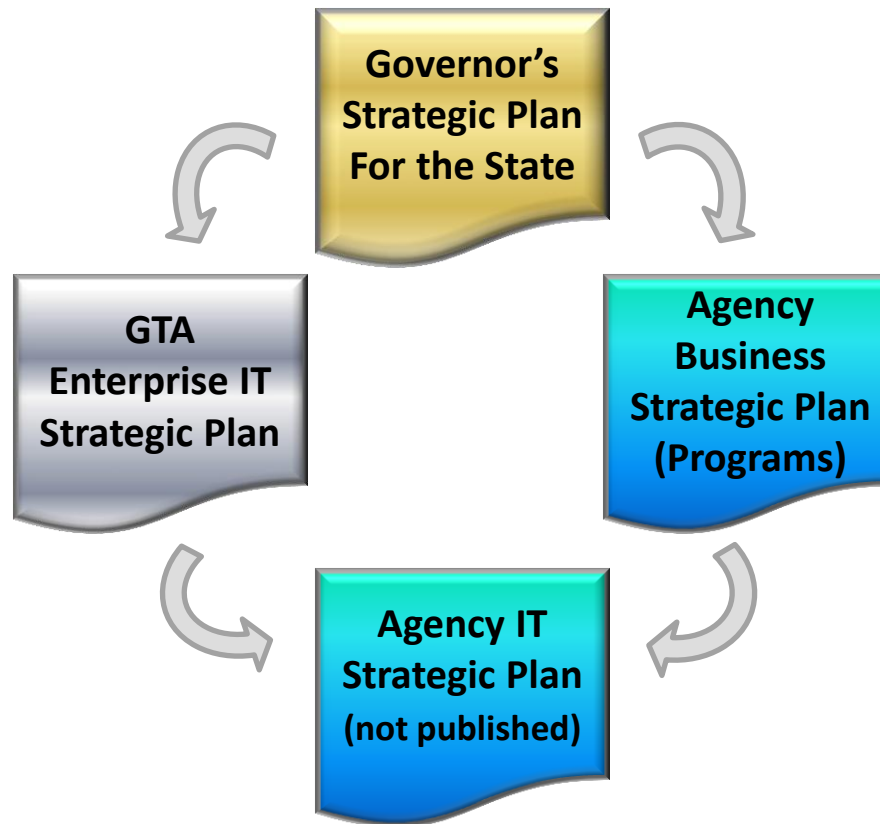 Governor’s
Strategic Plan
For the State
GTA
Enterprise IT
Strategic Plan
Agency
Business
Strategic Plan
(Programs)
Agency IT
Strategic Plan
(not published)